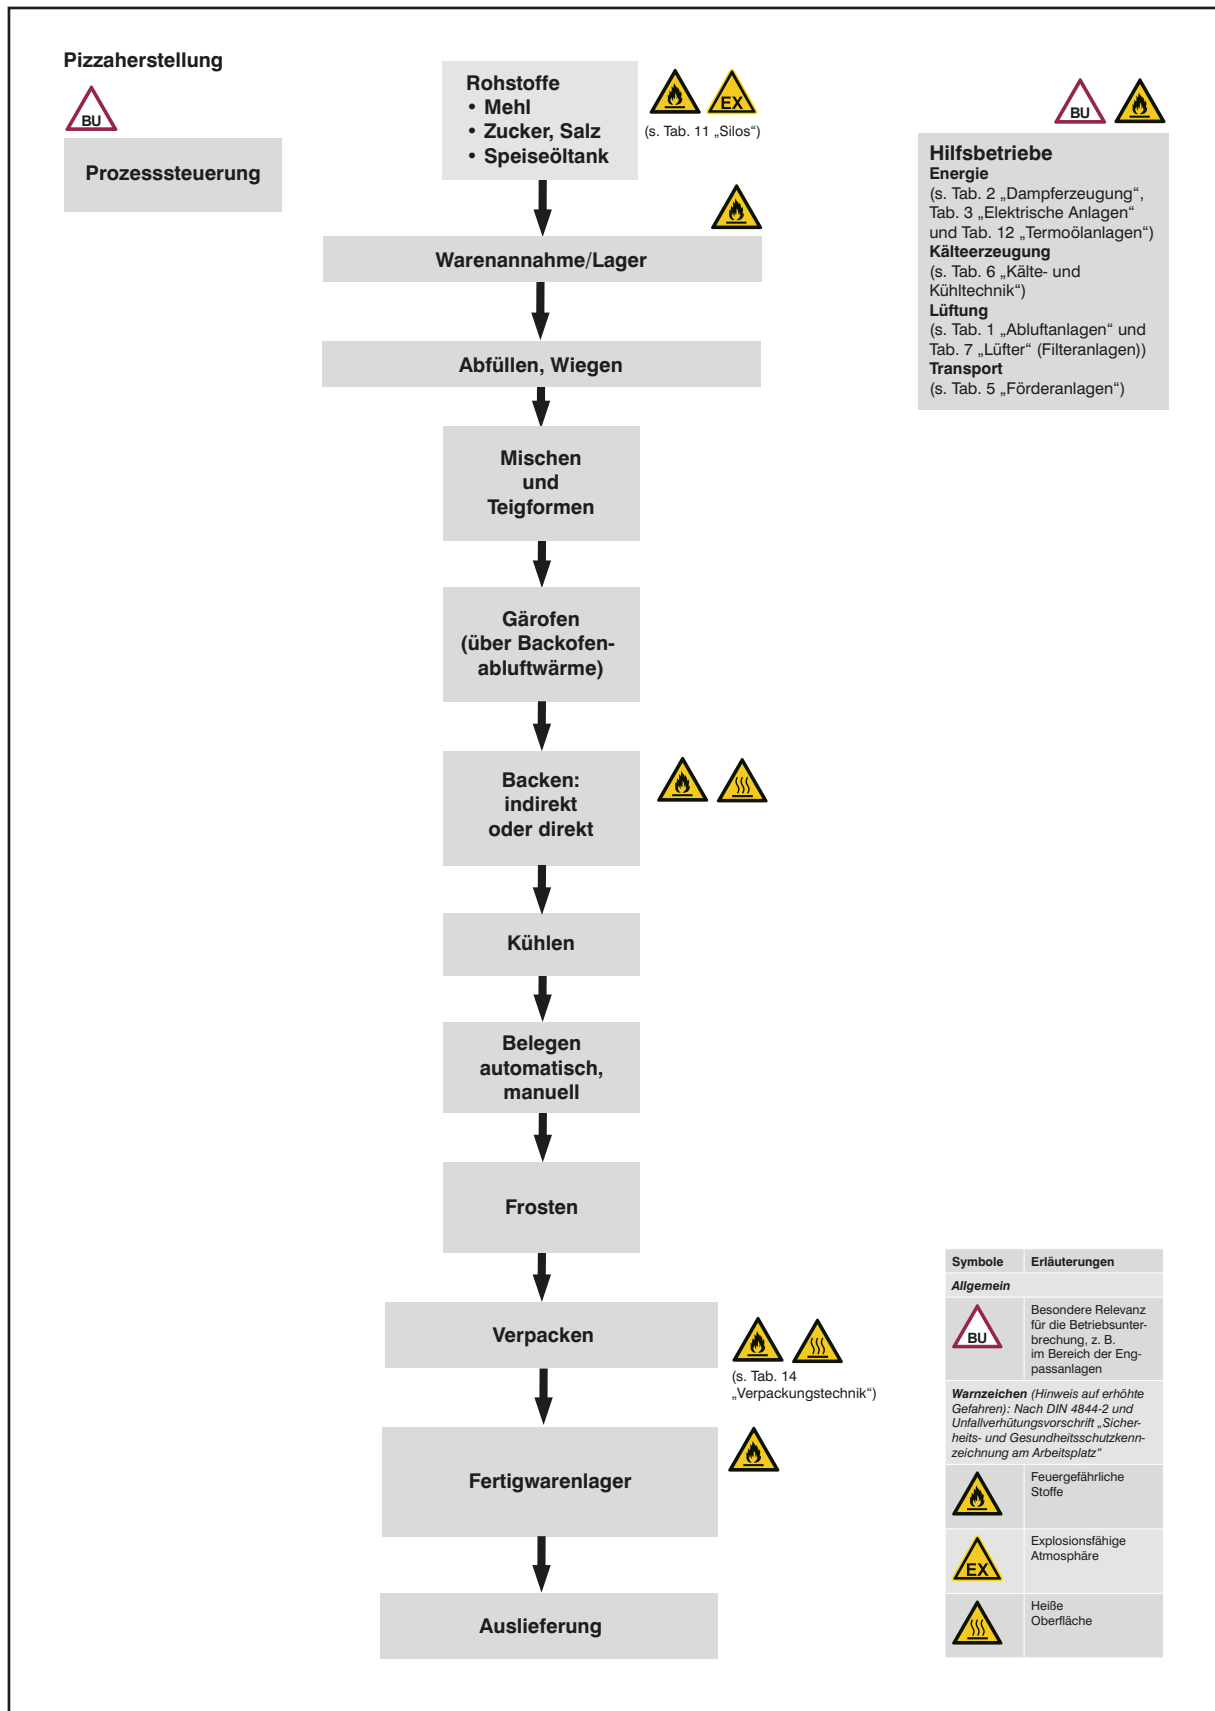 Pizzaherstellung
BU
Prozesssteuerung
Rohstoffe
• Mehl
• Zucker, Salz
• Speiseöltank
EX
(s. Tab. 11 „Silos“)
BU
Hilfsbetriebe
Energie
(s. Tab. 2 „Dampferzeugung“,
Tab. 3 „Elektrische Anlagen“
und Tab. 12 „Termoölanlagen“)
Kälteerzeugung
(s. Tab. 6 „Kälte- und
Kühltechnik“)
Lüftung
(s. Tab. 1 „Abluftanlagen“ und
Tab. 7 „Lüfter“ (Filteranlagen))
Transport
(s. Tab. 5 „Förderanlagen“)
Warenannahme/Lager
Abfüllen, Wiegen
Mischen
und
Teigformen
Gärofen
(über Backofen-
abluftwärme)
Backen:
indirekt
oder direkt
Kühlen
Belegen
automatisch,
manuell
Frosten
Verpacken
(s. Tab. 14
„Verpackungstechnik“)
Fertigwarenlager
Auslieferung
Symbole Erläuterungen
Allgemein
BU
Besondere Relevanz
für die Betriebsunter-
brechung, z. B.
im Bereich der Eng-
passanlagen
Warnzeichen (Hinweis auf erhöhte
Gefahren): Nach DIN 4844-2 und
Unfallverhütungsvorschrift „Sicher-
heits- und Gesundheitsschutzkenn-
zeichnung am Arbeitsplatz“
Feuergefährliche
Stoffe
EX
Explosionsfähige
Atmosphäre
Heiße
Oberfläche